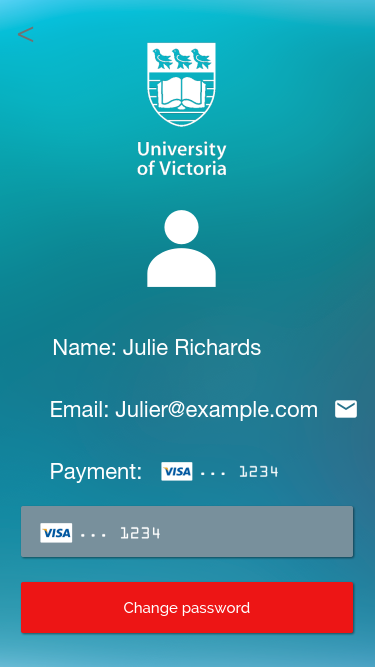 <
University
of Victoria
Name: Julie Richards
Email: Julier@example.com
Payment: VISA ... 1234
VISA ... 1234
Change password